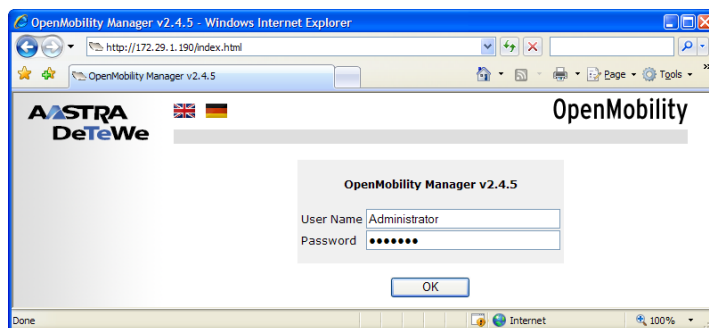 OpenMobility Manager v2.4.5 - Windows Internet Explorer
http://172.29.1.190/index.html
OpenMobility Manager v2.4.5
Page
Tools
»
AASTRA
DeTeWe
OpenMobility
OpenMobility Manager v2.4.5
User Name Administrator
Password •••••••
OK
Done
Internet
100%